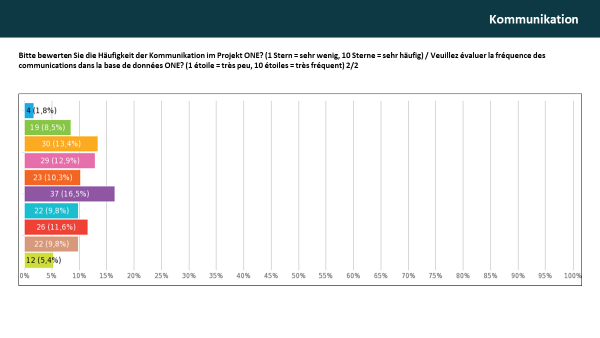 Kommunikation
Bitte bewerten Sie die Häufigkeit der Kommunikation im Projekt ONE? (1 Stern = sehr wenig, 10 Sterne = sehr häufig) / Veuillez évaluer la fréquence des
communications dans la base de données ONE? (1 étoile = très peu, 10 étoiles = très fréquent) 2/2
4 (1,8%)
19 (8,5%)
30 (13,4%)
29 (12,9%)
23 (10,3%)
37 (16,5%)
22 (9,8%)
26 (11,6%)
22 (9,8%)
12 (5,4%)
0% 5% 10% 15% 20% 25% 30% 35% 40% 45% 50% 55% 60% 65% 70% 75% 80% 85% 90% 95% 100%